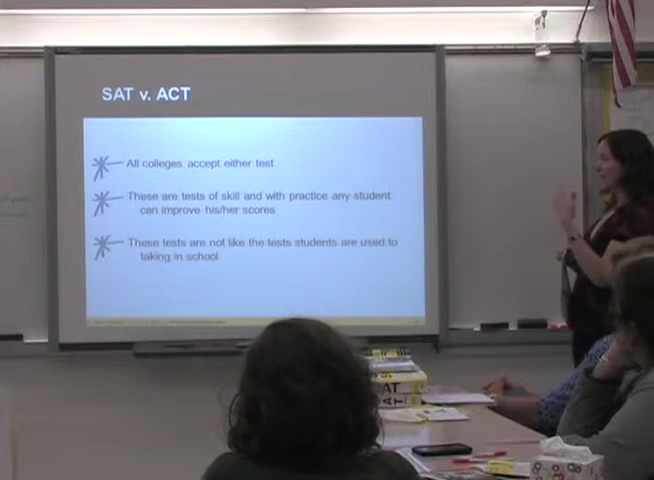 SAT v. ACT
All colleges accept either test
These are tests of skill and with practice any student
can improve his/her scores
These tests are not like the tests students are used to
taking in school
SAT